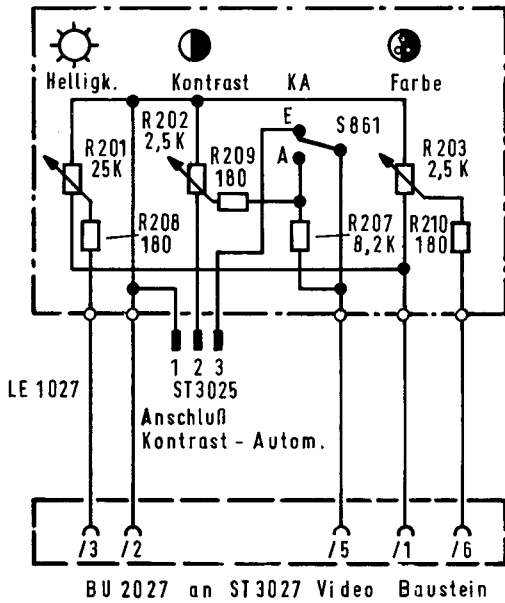 Helligk. Kontrast KA Farbe
R201
25K
R202
2,5K
R209
180
E
A
S861
R203
2,5K
R208
180
R207
8,2K
R210
180
1 2 3
LE 1027
ST3025
Anschluß
Kontrast - Autom.
/3 /2 /5 /1 /6
BU 2027 an ST3027 Video Baustein